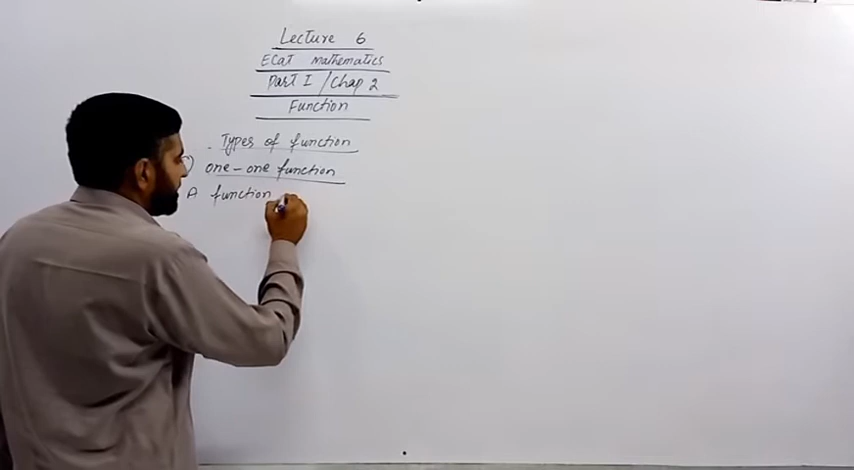 Lecture 6
ECat Mathematics
Part I / Chap 2
Function
Types of function
one-one function
A function